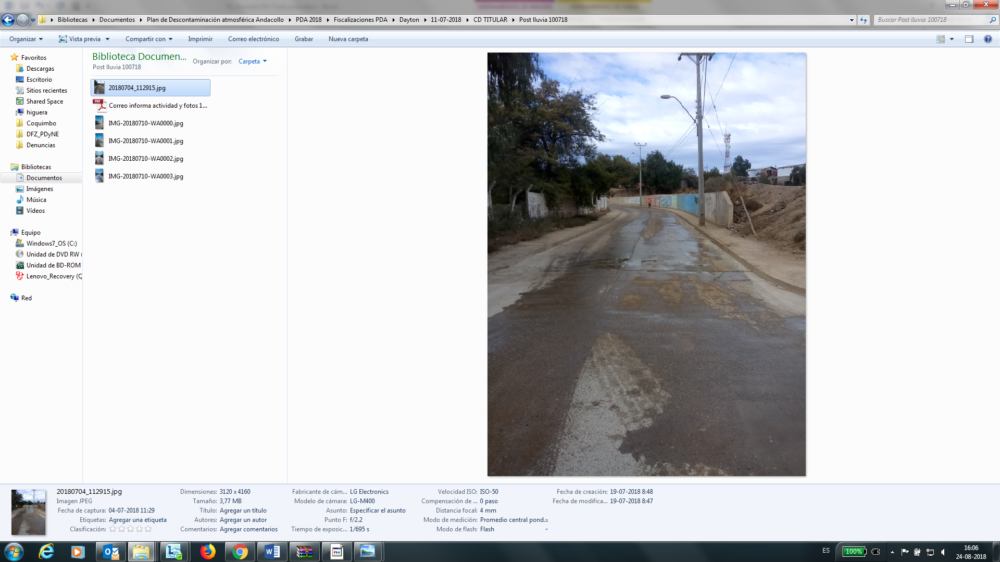 Bibliotecas ▸ Documentos ▸ Plan de Descontaminación atmosférica Andacollo ▸ PDA 2018 ▸ Fiscalizaciones PDA ▸ Dayton ▸ 11-07-2018 ▸ CD TITULAR ▸ Post lluvia 100718
Buscar Post lluvia 100718
Organizar Vista previa Compartir con Imprimir Correo electrónico Grabar Nueva carpeta
Favoritos
Descargas
Escritorio
Sitios recientes
Shared Space
higuera
Coquimbo
DFZ_PDyNE
Denuncias
Bibliotecas
Documentos
Imágenes
Música
Vídeos
Equipo
Windows7_OS (C:)
Unidad de DVD RW (
Unidad de BD-ROM
Lenovo_Recovery (Q
Red
Biblioteca Documen...
Post lluvia 100718
Organizar por: Carpeta
20180704_112915.jpg
PDF
Correo informa actividad y fotos 1...
IMG-20180710-WA0000.jpg
IMG-20180710-WA0001.jpg
IMG-20180710-WA0002.jpg
IMG-20180710-WA0003.jpg
20180704_112915.jpg
Imagen JPEG
Fecha de captura: 04-07-2018 11:29
Etiquetas: Agregar una etiqueta
Clasificación:
Dimensiones: 3120 x 4160
Tamaño: 3,77 MB
Título: Agregar un título
Autores: Agregar un autor
Comentarios: Agregar comentarios
Fabricante de cám... LG Electronics
Modelo de cámara: LG-M400
Asunto: Especificar el asunto
Punto F: f/2.2
Tiempo de exposic... 1/695 s
Velocidad ISO: ISO-50
Compensación de ... 0 paso
Distancia focal: 4 mm
Modo de medición: Promedio central pond...
Modo de flash: Flash
Fecha de creación: 19-07-2018 8:48
Fecha de modifica... 19-07-2018 8:47
ES
100%
16:06
24-08-2018